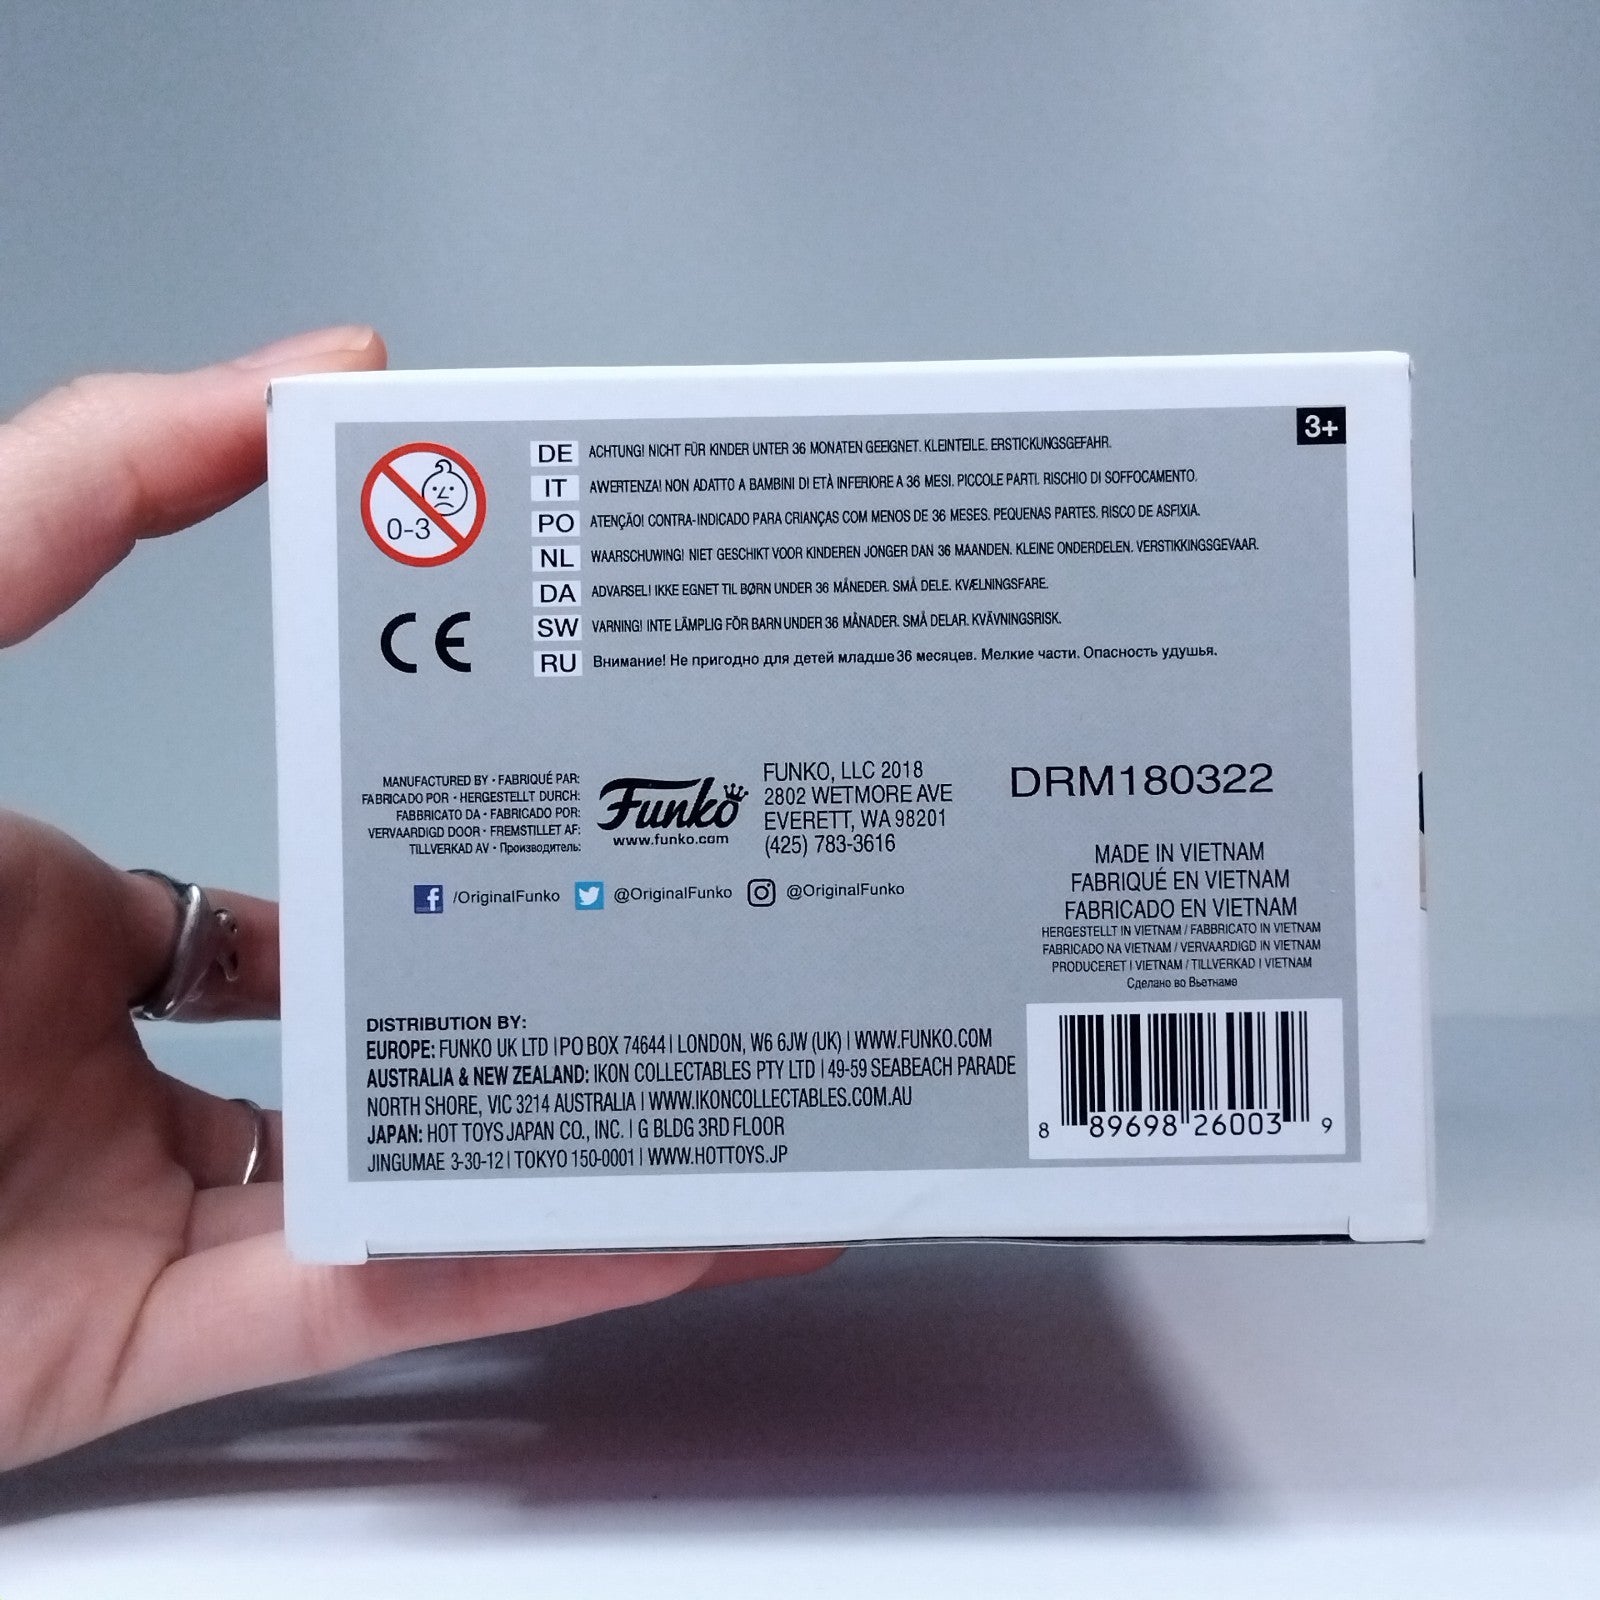 3+
0-3
DE ACHTUNG! NICHT FÜR KINDER UNTER 36 MONATEN GEEIGNET. KLEINTEILE. ERSTICKUNGSGEFAHR.
IT AWERTENZA! NON ADATTO A BAMBINI DI ETÀ INFERIORE A 36 MESI. PICCOLE PARTI. RISCHIO DI SOFFOCAMENTO.
PO ATENÇÃO! CONTRA-INDICADO PARA CRIANÇAS COM MENOS DE 36 MESES. PEQUENAS PARTES. RISCO DE ASFIXIA.
NL WAARSCHUWING! NIET GESCHIKT VOOR KINDEREN JONGER DAN 36 MAANDEN. KLEINE ONDERDELEN. VERSTIKKINGSGEVAAR.
DA ADVARSEL! IKKE EGNET TIL BØRN UNDER 36 MÅNEDER. SMÅ DELE. KVÆLNINGSFARE.
SW VARNING! INTE LÄMPLIG FÖR BARN UNDER 36 MÅNADER. SMÅ DELAR. KVÄVNINGSRISK.
RU Внимание! Не пригодно для детей младше 36 месяцев. Мелкие части. Опасность удушья.
CE
MANUFACTURED BY • FABRIQUÉ PAR:
FABRICADO POR • HERGESTELLT DURCH:
FABBRICATO DA • FABRICADO POR:
VERVAARDIGD DOOR • FREMSTILLET AF:
TILLVERKAD AV • Производитель:
Funko
www.funko.com
FUNKO, LLC 2018
2802 WETMORE AVE
EVERETT, WA 98201
(425) 783-3616
DRM180322
/OriginalFunko @OriginalFunko @OriginalFunko
MADE IN VIETNAM
FABRIQUÉ EN VIETNAM
FABRICADO EN VIETNAM
HERGESTELLT IN VIETNAM / FABBRICATO IN VIETNAM
FABRICADO NA VIETNAM / VERVAARDIGD IN VIETNAM
PRODUCERET I VIETNAM / TILLVERKAD I VIETNAM
Сделано во Вьетнаме
DISTRIBUTION BY:
EUROPE: FUNKO UK LTD | PO BOX 74644 | LONDON, W6 6JW (UK) | WWW.FUNKO.COM
AUSTRALIA & NEW ZEALAND: IKON COLLECTABLES PTY LTD | 49-59 SEABEACH PARADE
NORTH SHORE, VIC 3214 AUSTRALIA | WWW.IKONCOLLECTABLES.COM.AU
JAPAN: HOT TOYS JAPAN CO., INC. | G BLDG 3RD FLOOR
JINGUMAE 3-30-12 | TOKYO 150-0001 | WWW.HOTTOYS.JP
8 89698 26003 9